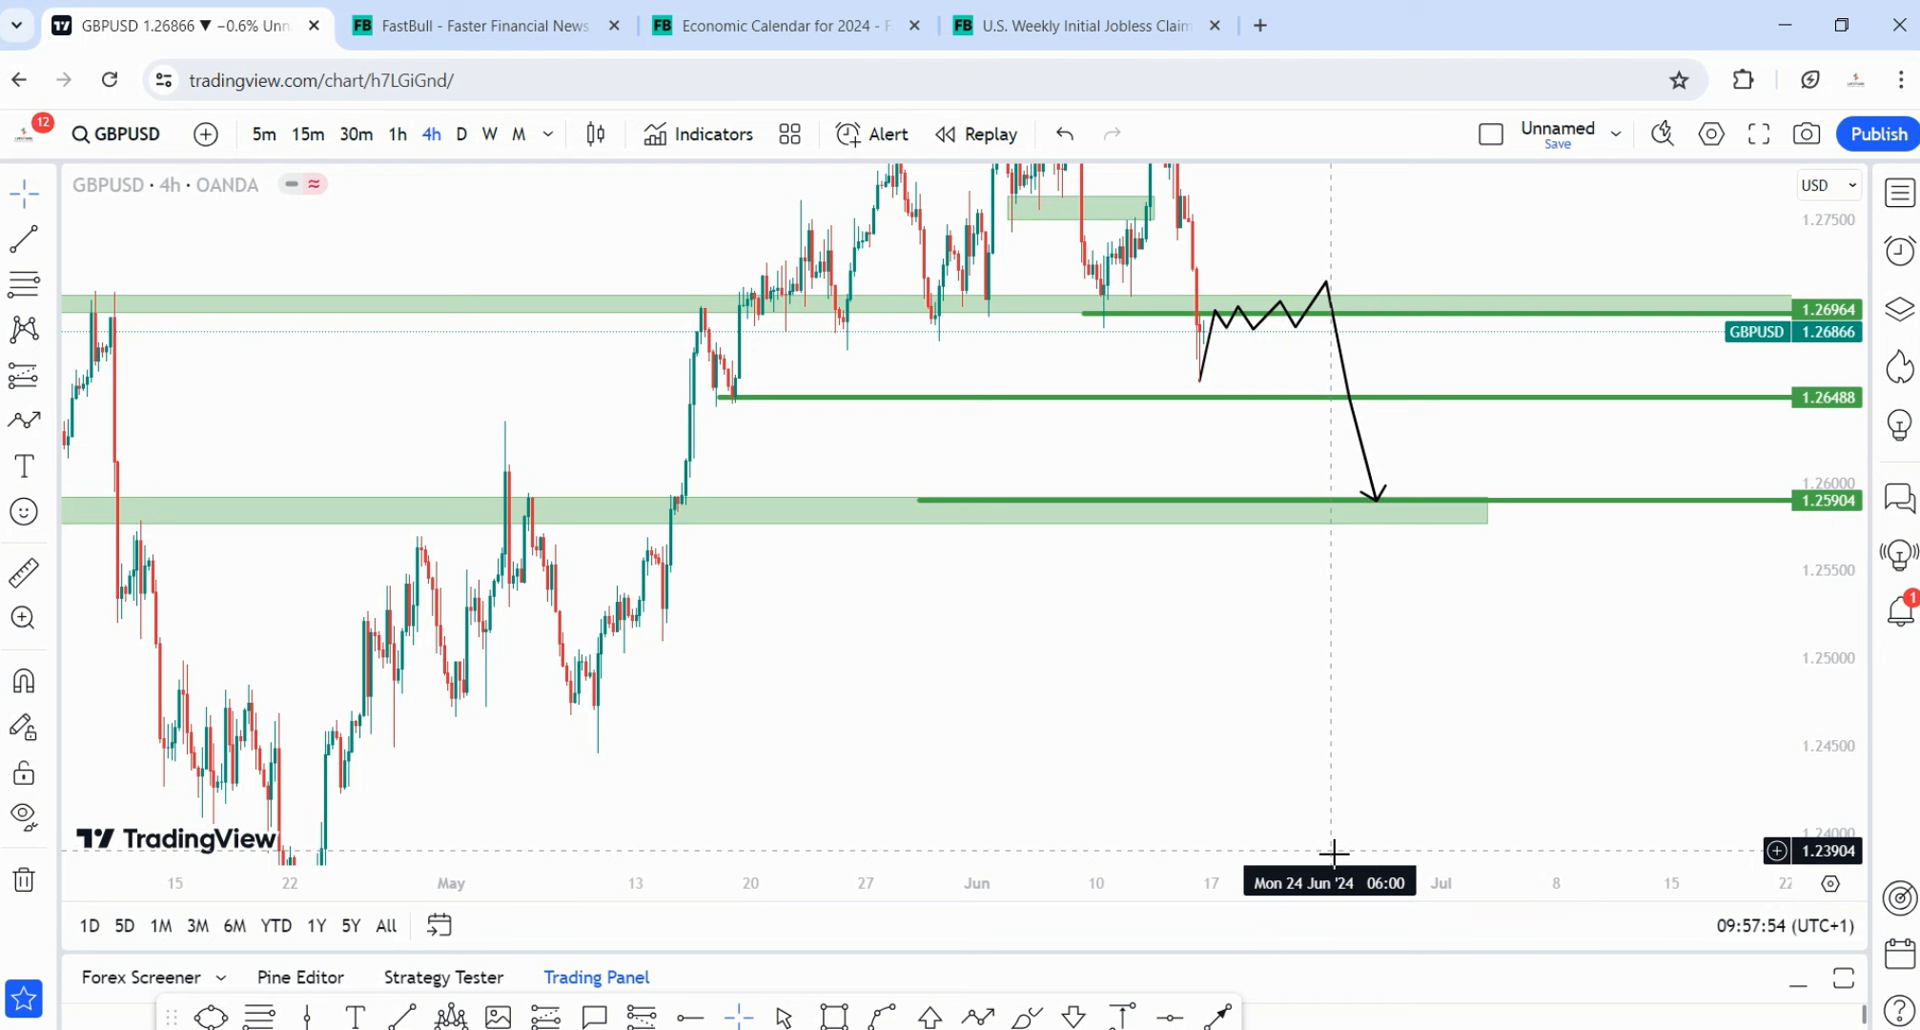 GBPUSD 1.26866 ▼ −0.6% Unn
FastBull - Faster Financial News
Economic Calendar for 2024 - F
U.S. Weekly Initial Jobless Claim
tradingview.com/chart/h7LGiGnd/
12
GBPUSD
5m 15m 30m 1h 4h D W M
Indicators
Alert
Replay
Unnamed
Save
Publish
GBPUSD · 4h · OANDA
USD
1.27500
1.26964
GBPUSD 1.26866
1.26488
1.26000
1.25904
1.25500
1
1.25000
1.24500
1.24000
1.23904
TradingView
15 22 May 13 20 27 Jun 10 17 Mon 24 Jun '24 06:00 Jul 8 15 22
1D 5D 1M 3M 6M YTD 1Y 5Y All
09:57:54 (UTC+1)
Forex Screener Pine Editor Strategy Tester Trading Panel